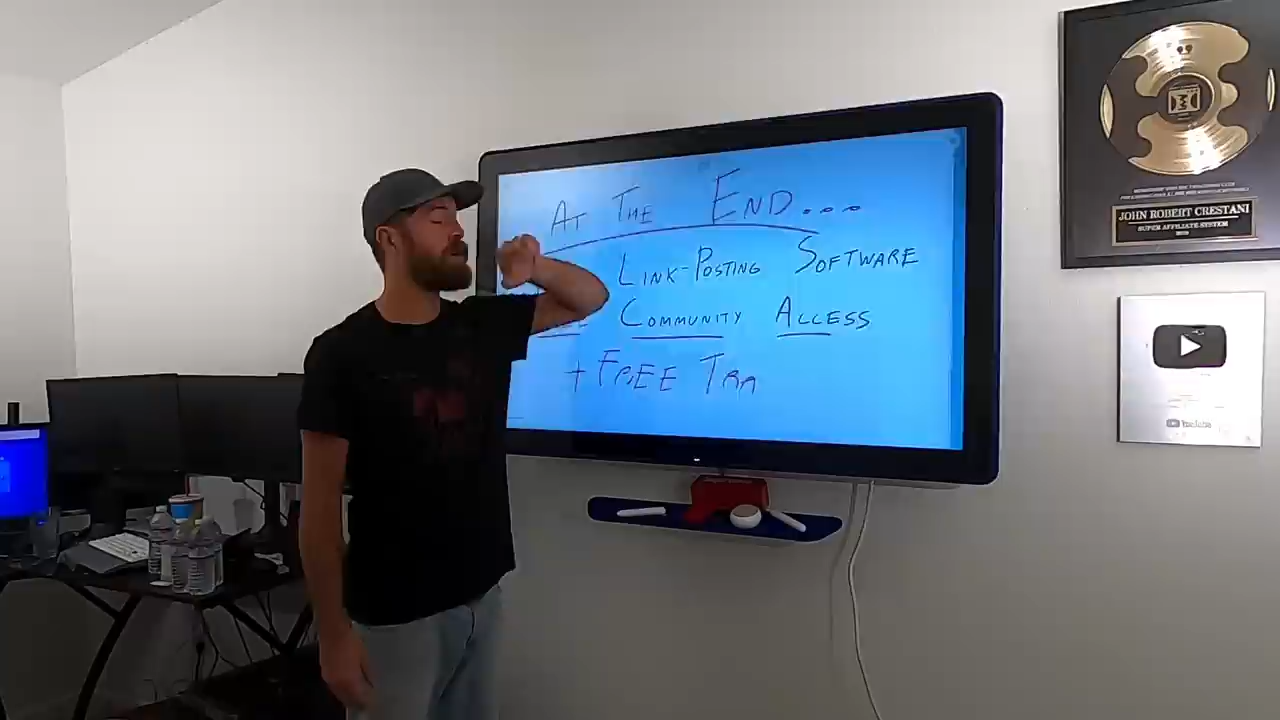 AT THE END...
LINK-POSTING SOFTWARE
COMMUNITY ACCESS
+ FREE TRA
JOHN ROBERT CRESTANI
SUPER AFFILIATE SYSTEM
YouTube